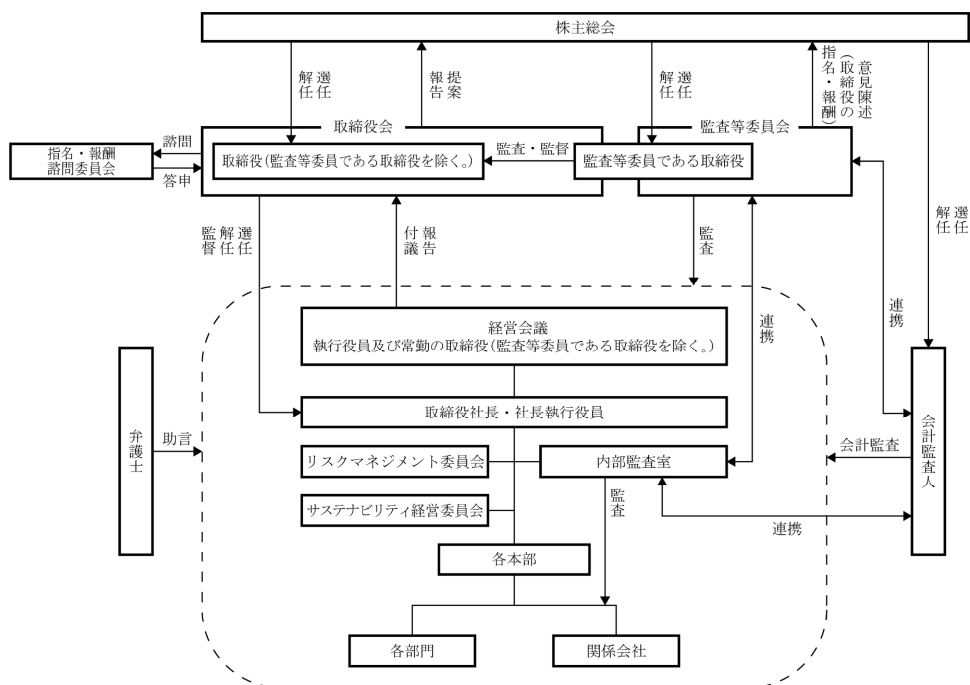 株主総会
選任
解任
提案
報告
選任
解任
意見陳述
(取締役の
指名・報酬)
取締役会
監査等委員会
諮問
指名・報酬
諮問委員会
答申
取締役(監査等委員である取締役を除く。)
監査・監督
監査等委員である取締役
選任
解任
選任
解任
監督
報告
付議
監査
連携
連携
経営会議
執行役員及び常勤の取締役(監査等委員である取締役を除く。)
取締役社長・社長執行役員
弁護士
助言
リスクマネジメント委員会
内部監査室
会計監査
会計監査人
サステナビリティ経営委員会
監査
連携
各本部
各部門
関係会社